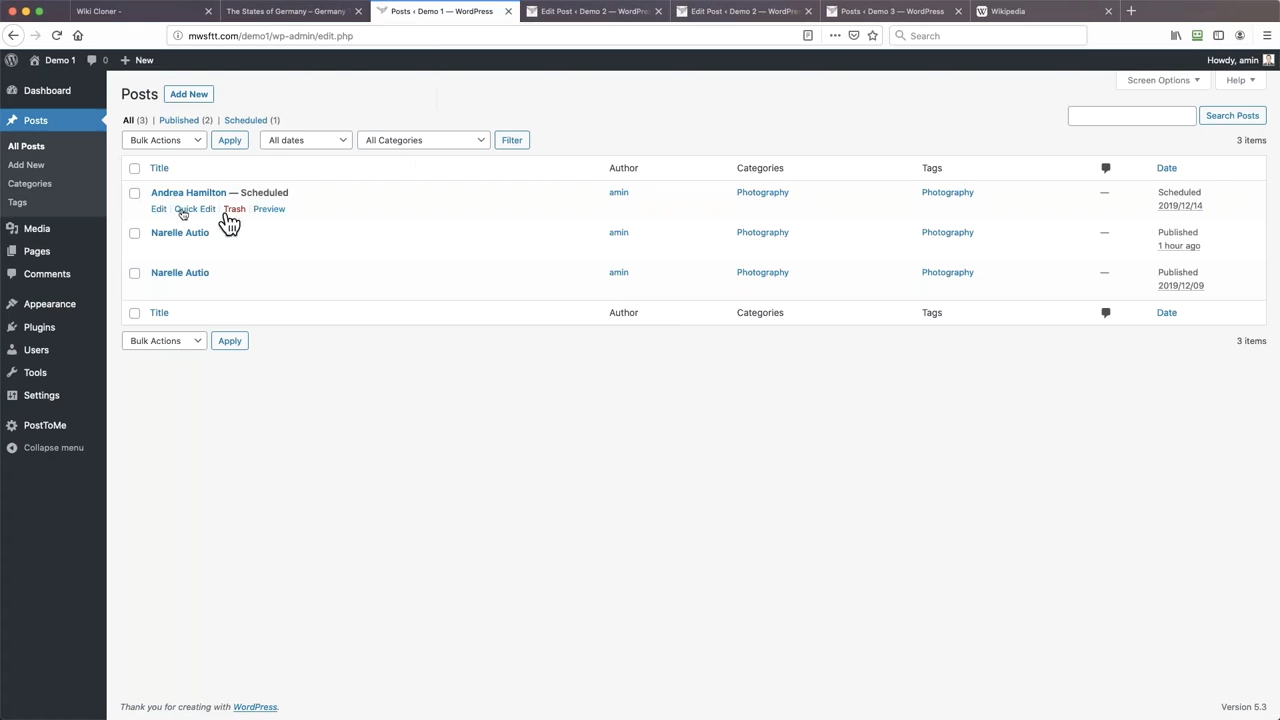 Wiki Cloner -
The States of Germany – Germany
Posts ‹ Demo 1 — WordPress
Edit Post ‹ Demo 2 — WordPress
Edit Post ‹ Demo 2 — WordPress
Posts ‹ Demo 3 — WordPress
Wikipedia
mwsftt.com/demo1/wp-admin/edit.php
Search
Demo 1
0
New
Howdy, amin
Dashboard
Posts
All Posts
Add New
Categories
Tags
Media
Pages
Comments
Appearance
Plugins
Users
Tools
Settings
PostToMe
Collapse menu
Screen Options
Help
Posts
Add New
All (3) | Published (2) | Scheduled (1)
Search Posts
Bulk Actions
Apply
All dates
All Categories
Filter
3 items
Title Author Categories Tags Date
Andrea Hamilton — Scheduled amin Photography Photography — Scheduled
2019/12/14
Edit | Quick Edit | Trash | Preview
Narelle Autio amin Photography Photography — Published
1 hour ago
Narelle Autio amin Photography Photography — Published
2019/12/09
Title Author Categories Tags Date
Bulk Actions
Apply
3 items
Thank you for creating with WordPress.
Version 5.3